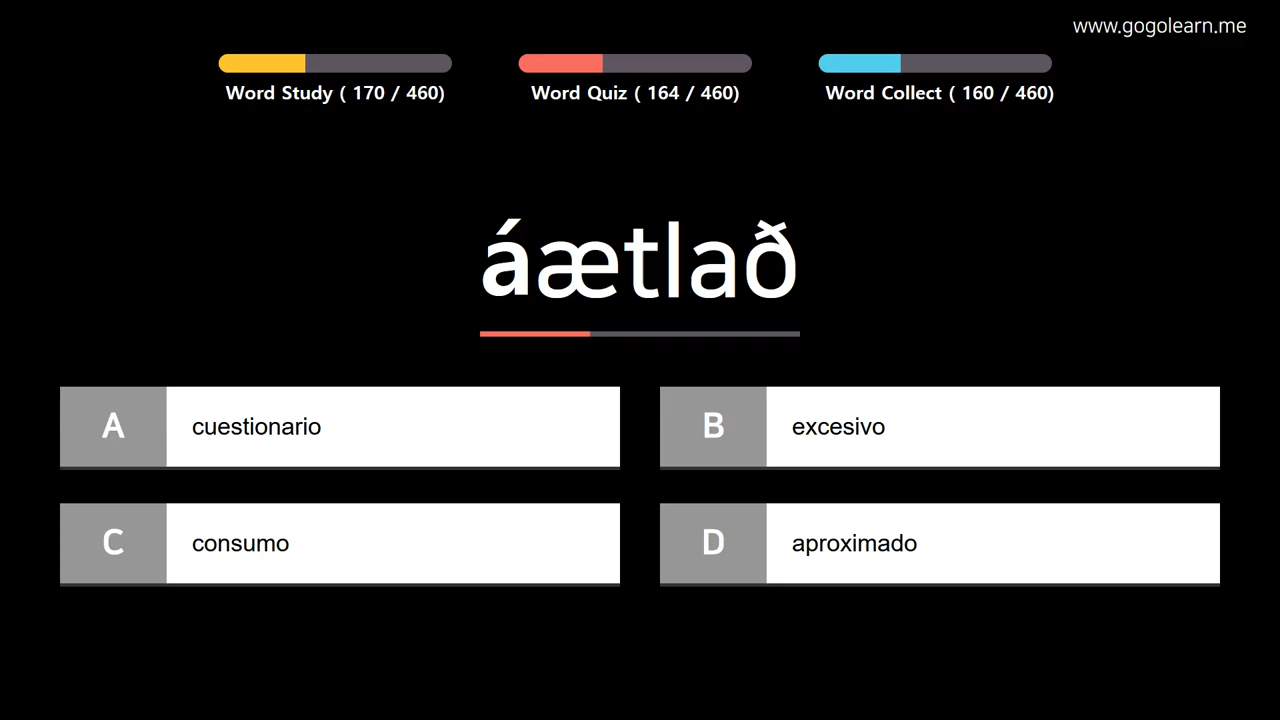 www.gogolearn.me
Word Study ( 170 / 460)
Word Quiz ( 164 / 460)
Word Collect ( 160 / 460)
áætlað
A cuestionario
B excesivo
C consumo
D aproximado